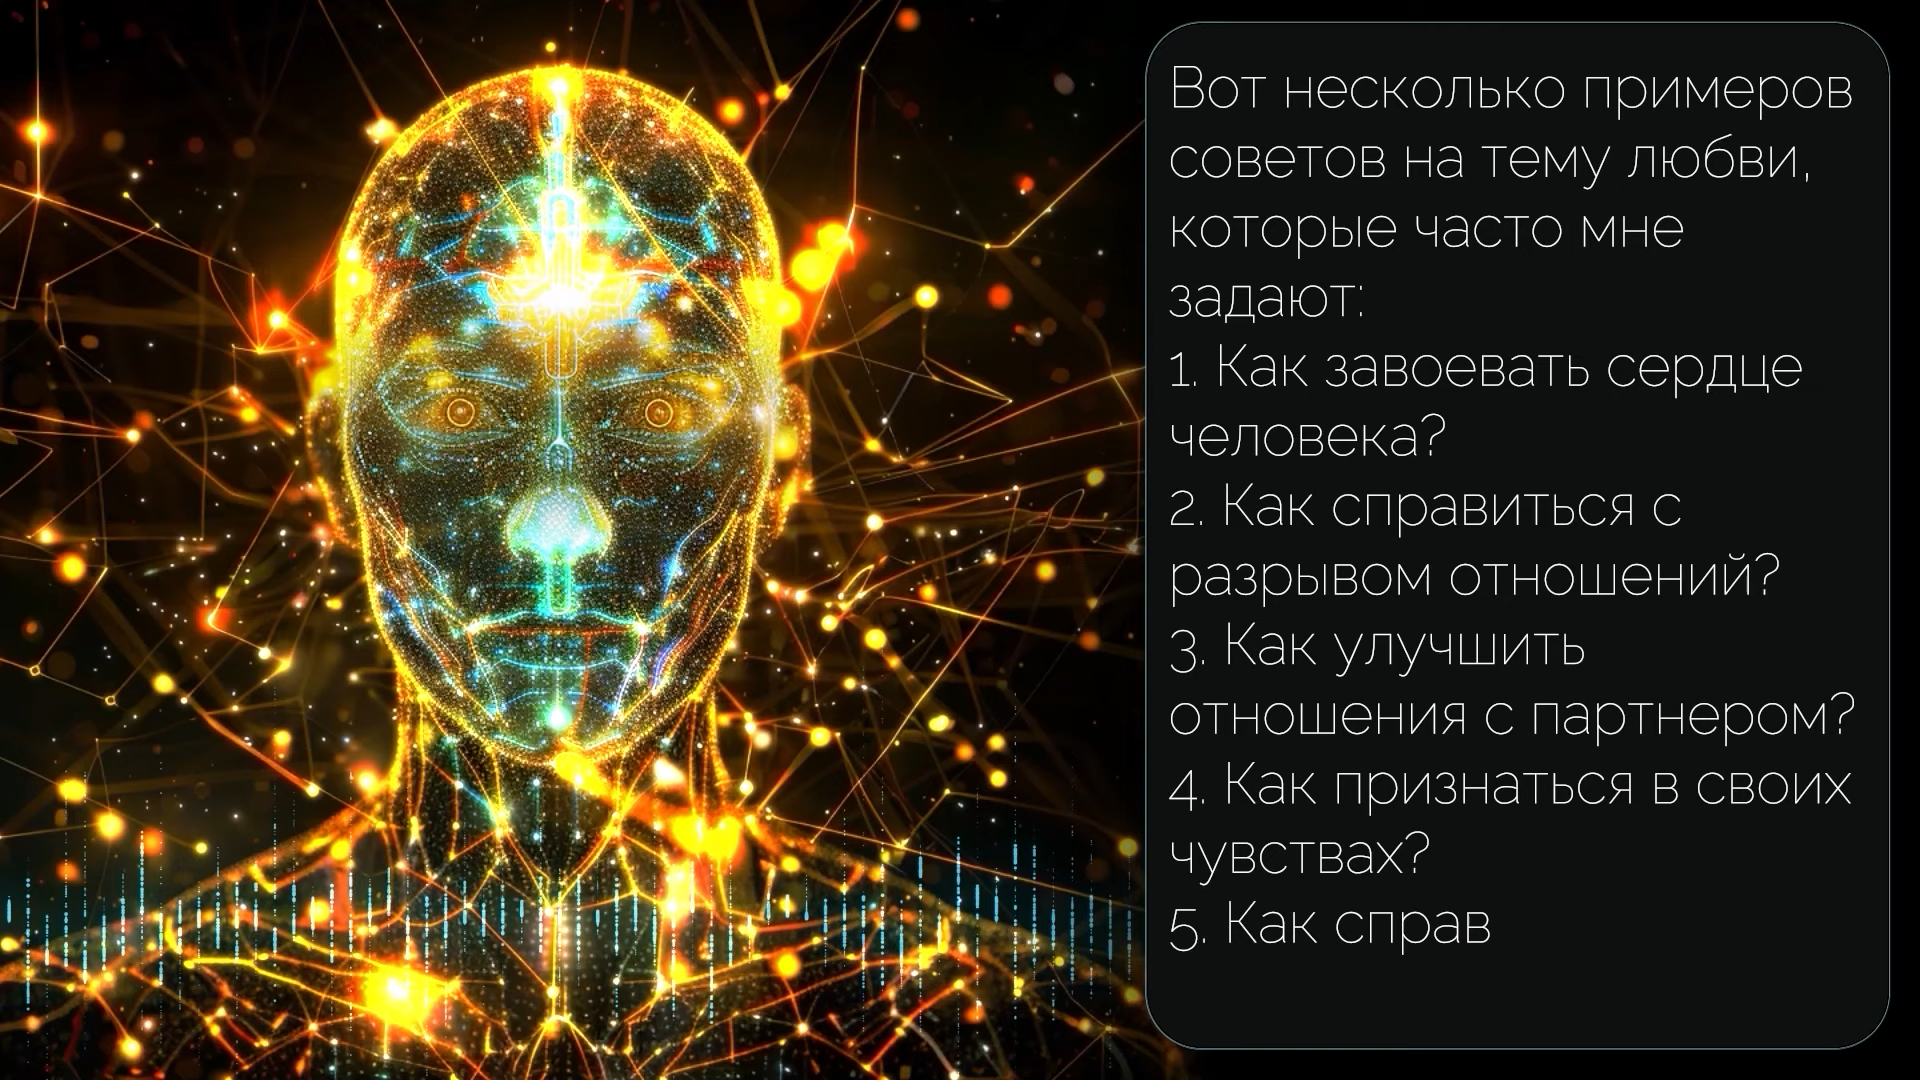 Вот несколько примеров
советов на тему любви,
которые часто мне
задают:
1. Как завоевать сердце
человека?
2. Как справиться с
разрывом отношений?
3. Как улучшить
отношения с партнером?
4. Как признаться в своих
чувствах?
5. Как справ